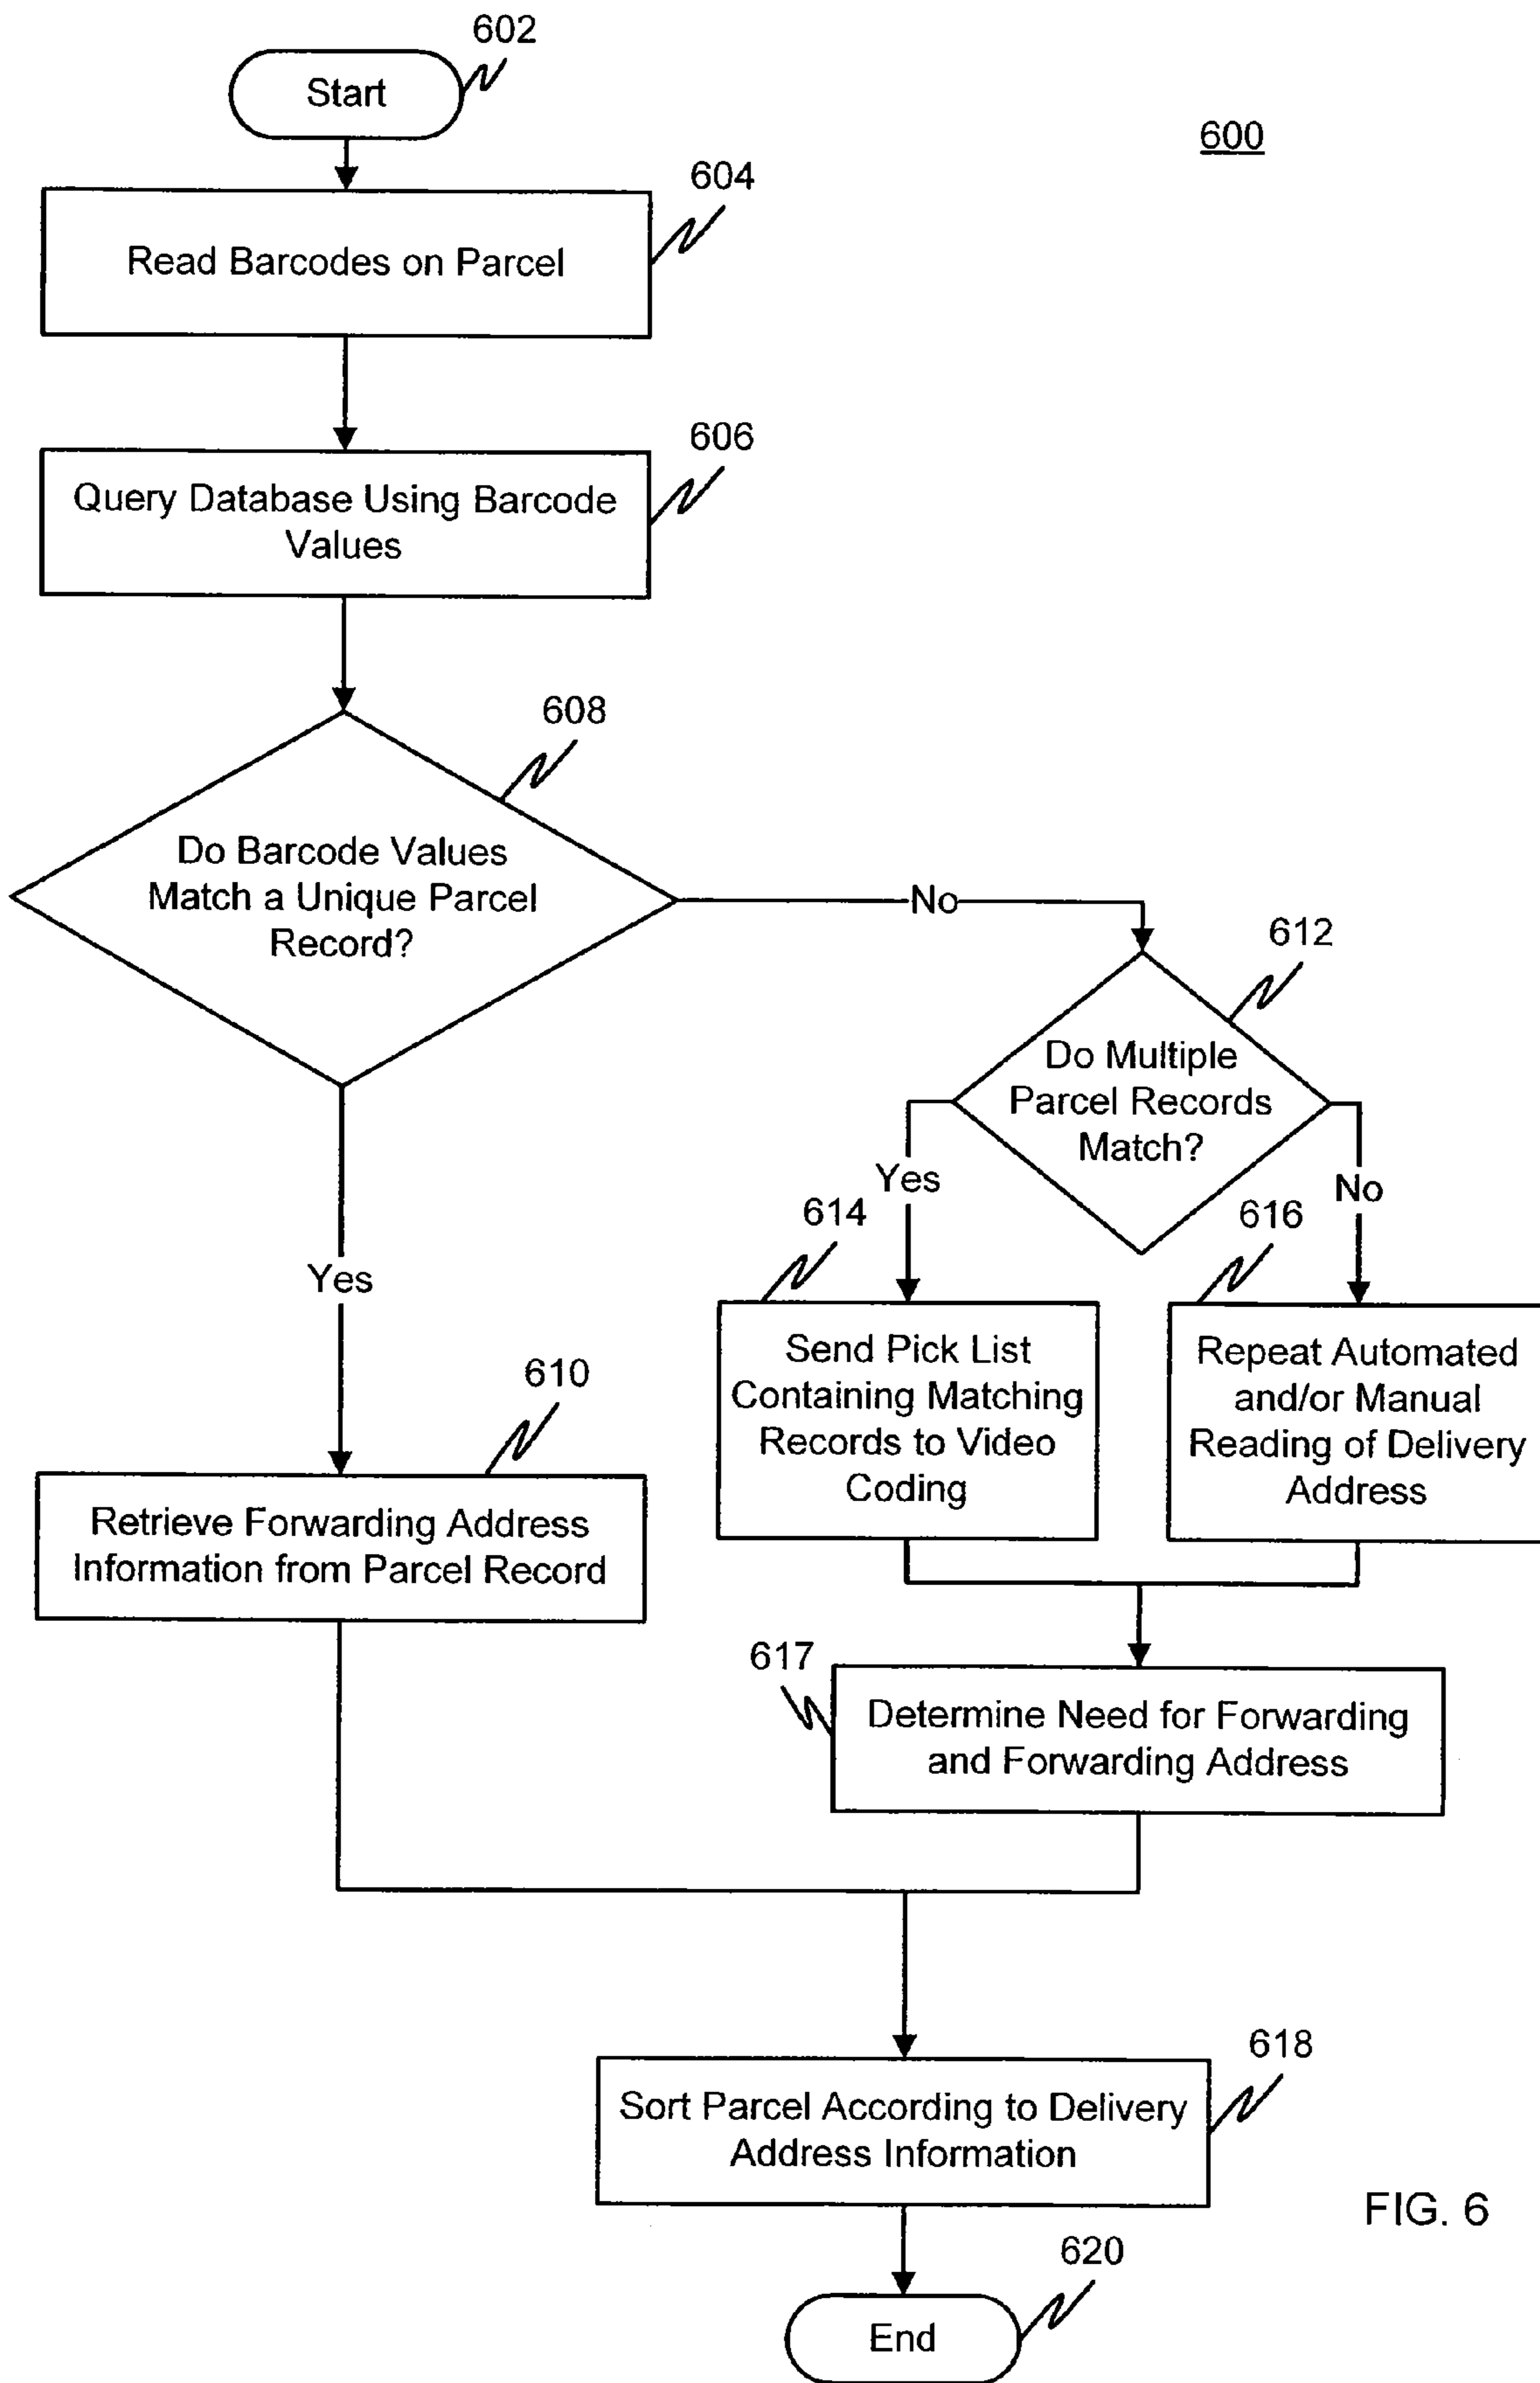 602
Start
600
604
Read Barcodes on Parcel
606
Query Database Using Barcode
Values
608
Do Barcode Values
Match a Unique Parcel
Record?
No
612
Do Multiple
Parcel Records
Match?
Yes
No
614
616
Yes
Send Pick List
Containing Matching
Records to Video
Coding
Repeat Automated
and/or Manual
Reading of Delivery
Address
610
Retrieve Forwarding Address
Information from Parcel Record
617
Determine Need for Forwarding
and Forwarding Address
618
Sort Parcel According to Delivery
Address Information
FIG. 6
620
End